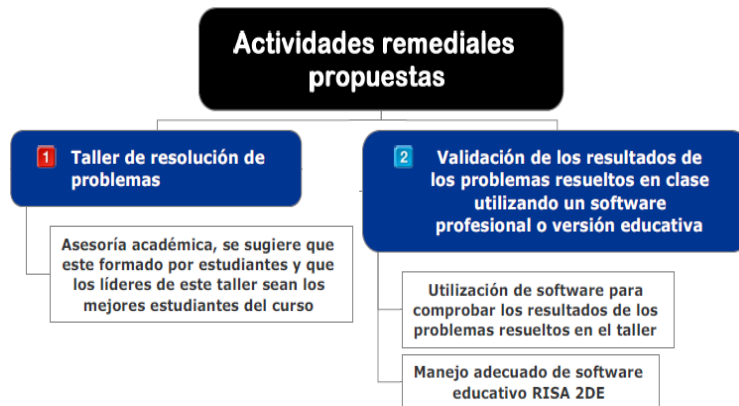 Actividades remediales
propuestas
1 Taller de resolución de
problemas
Asesoría académica, se sugiere que
este formado por estudiantes y que
los líderes de este taller sean los
mejores estudiantes del curso
2 Validación de los resultados de
los problemas resueltos en clase
utilizando un software
profesional o versión educativa
Utilización de software para
comprobar los resultados de los
problemas resueltos en el taller
Manejo adecuado de software
educativo RISA 2DE